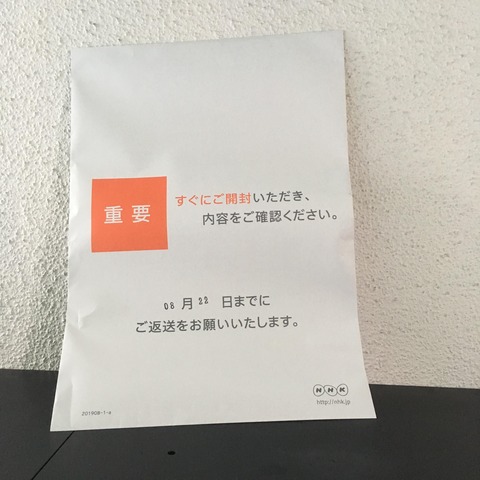 重要
すぐにご開封いただき、
内容をご確認ください。
08 月 22 日までに
ご返送をお願いいたします。
NHK
http://nhk.jp
201908-1-a